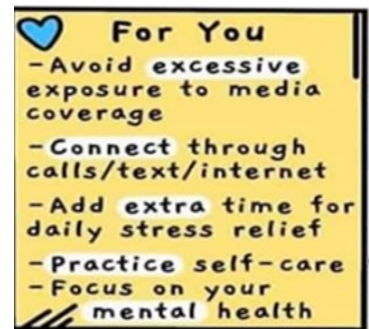 For You
-Avoid excessive
exposure to media
coverage
-Connect through
calls/text/internet
-Add extra time for
daily stress relief
-Practice self-care
-Focus on your
mental health